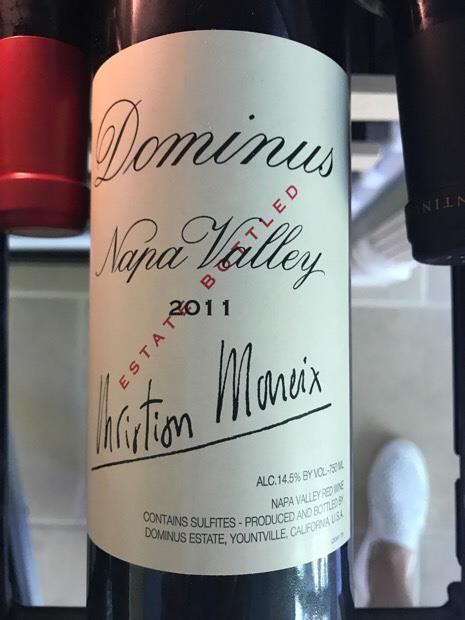 Dominus
Napa Valley
ESTATE BOTTLED
2011
Christian Moueix
ALC.14.5% BY VOL.-750 ML
NAPA VALLEY RED WINE
CONTAINS SULFITES - PRODUCED AND BOTTLED BY
DOMINUS ESTATE, YOUNTVILLE, CALIFORNIA, U.S.A.